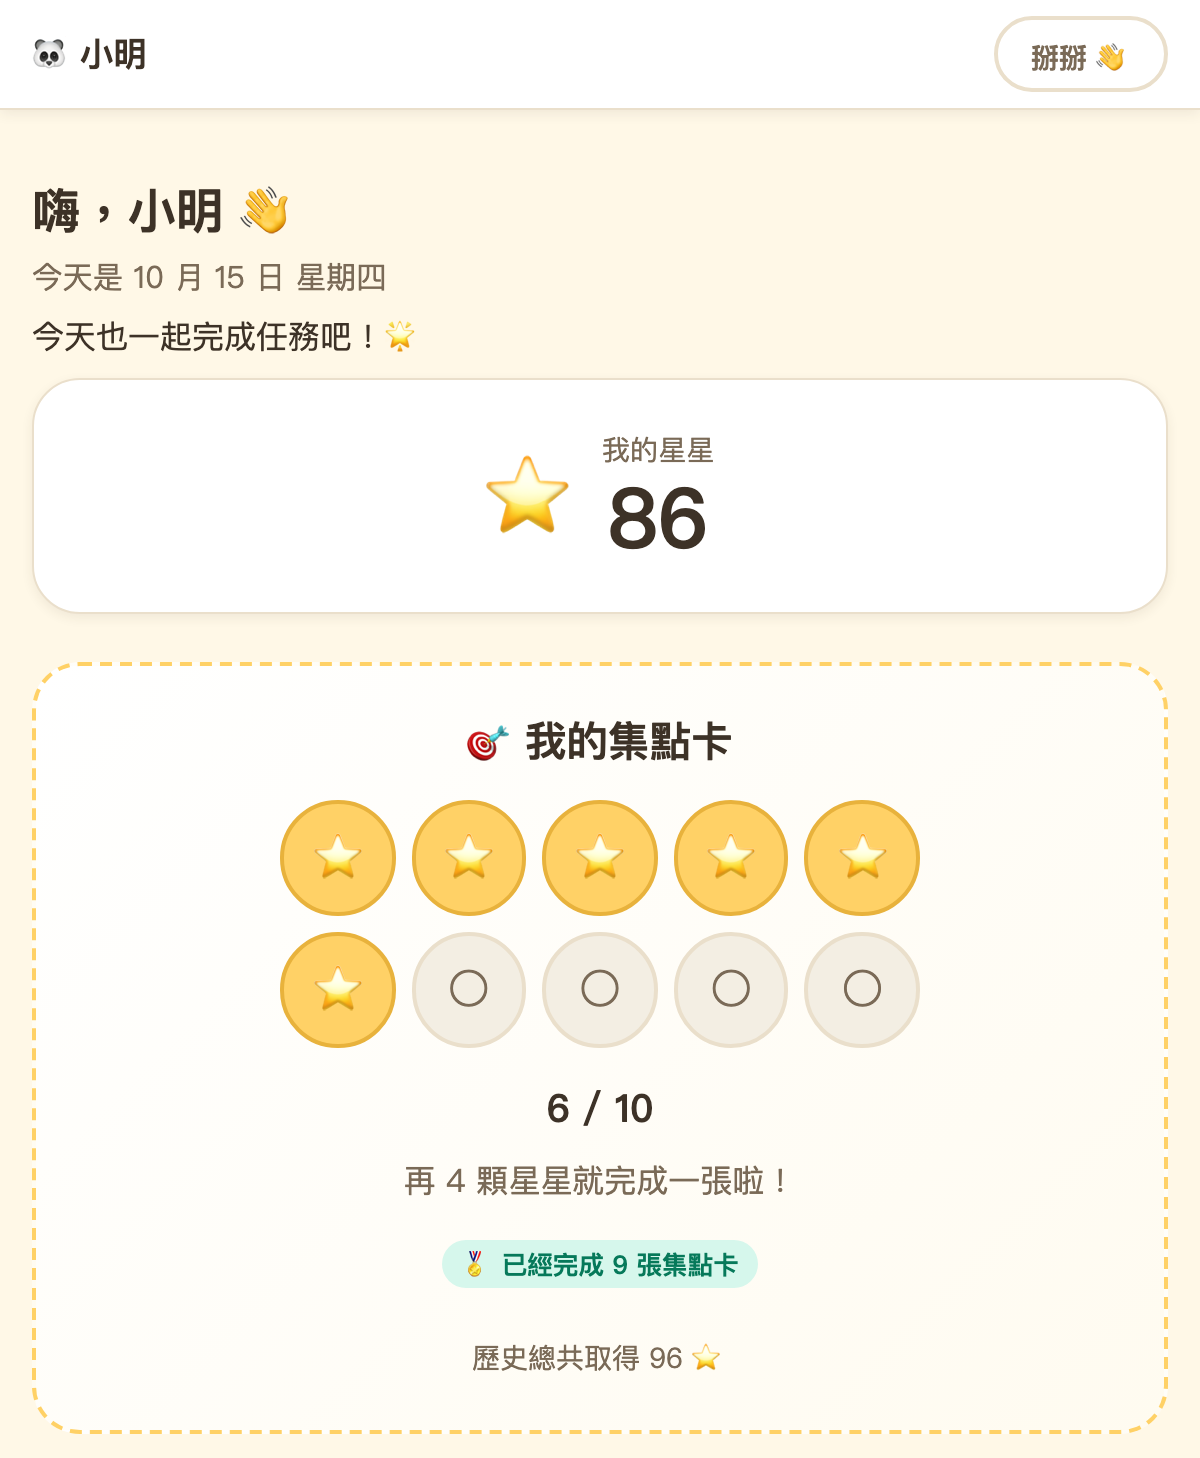 🐼 小明
掰掰 👋
嗨，小明 👋
今天是 10 月 15 日 星期四
今天也一起完成任務吧！🌟
我的星星
⭐ 86
🎯 我的集點卡
6 / 10
再 4 顆星星就完成一張啦！
🏅 已經完成 9 張集點卡
歷史總共取得 96 ⭐